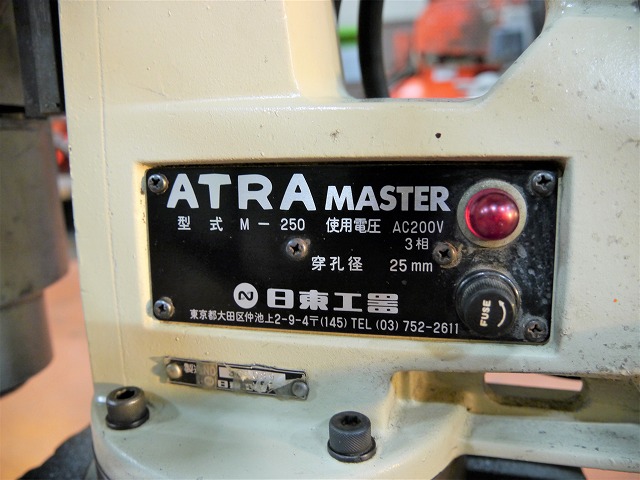 ATRA MASTER
型式 M-250 使用電圧 AC200V
3相
穿孔径 25mm
日東工器
東京都大田区仲池上2-9-4〒(145) TEL (03) 752-2611
FUSE
製